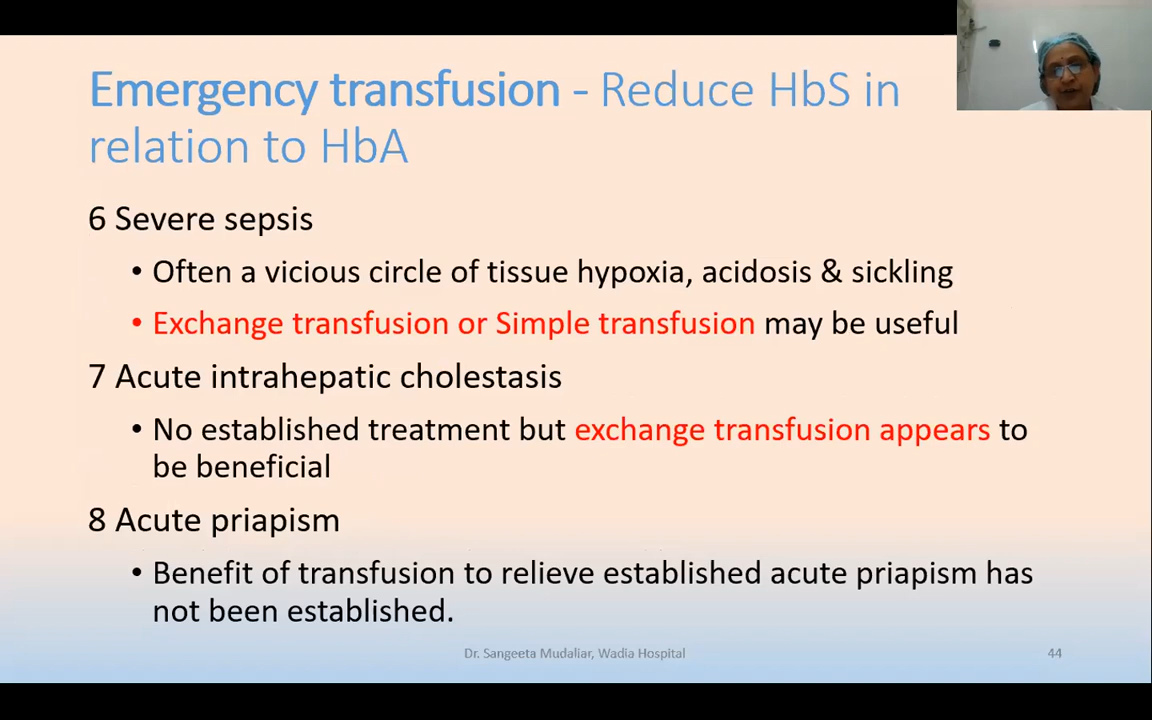 Emergency transfusion - Reduce HbS in
relation to HbA
6 Severe sepsis
• Often a vicious circle of tissue hypoxia, acidosis & sickling
• Exchange transfusion or Simple transfusion may be useful
7 Acute intrahepatic cholestasis
• No established treatment but exchange transfusion appears to
be beneficial
8 Acute priapism
• Benefit of transfusion to relieve established acute priapism has
not been established.
Dr. Sangeeta Mudaliar, Wadia Hospital
44